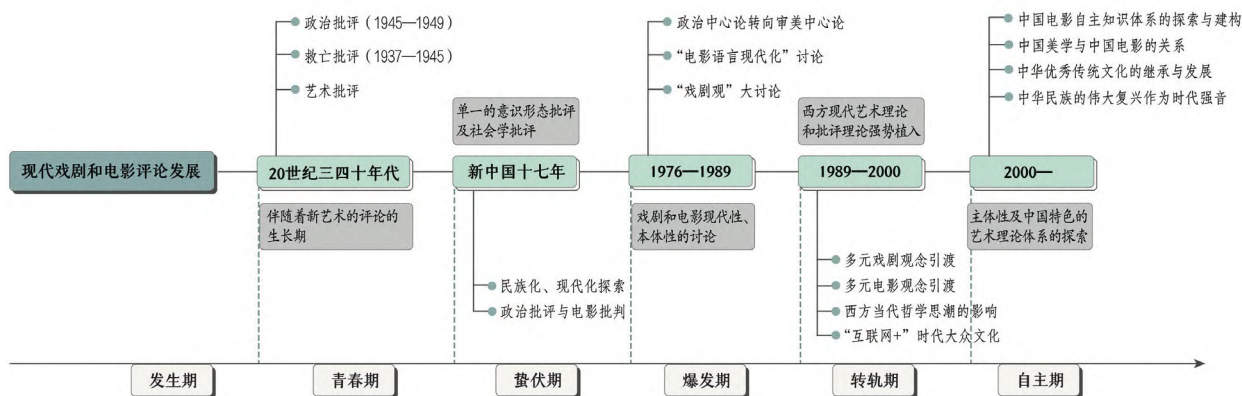 现代戏剧和电影评论发展
政治批评（1945—1949）
救亡批评（1937—1945）
艺术批评
20世纪三四十年代
伴随着新艺术的评论的
生长期
单一的意识形态批评
及社会学批评
新中国十七年
民族化、现代化探索
政治批评与电影批判
政治中心论转向审美中心论
“电影语言现代化”讨论
“戏剧观”大讨论
1976—1989
戏剧和电影现代性、
本体性的讨论
西方现代艺术理论
和批评理论强势植入
1989—2000
多元戏剧观念引渡
多元电影观念引渡
西方当代哲学思潮的影响
“互联网+”时代大众文化
中国电影自主知识体系的探索与建构
中国美学与中国电影的关系
中华优秀传统文化的继承与发展
中华民族的伟大复兴作为时代强音
2000—
主体性及中国特色的
艺术理论体系的探索
发生期
青春期
蛰伏期
爆发期
转轨期
自主期